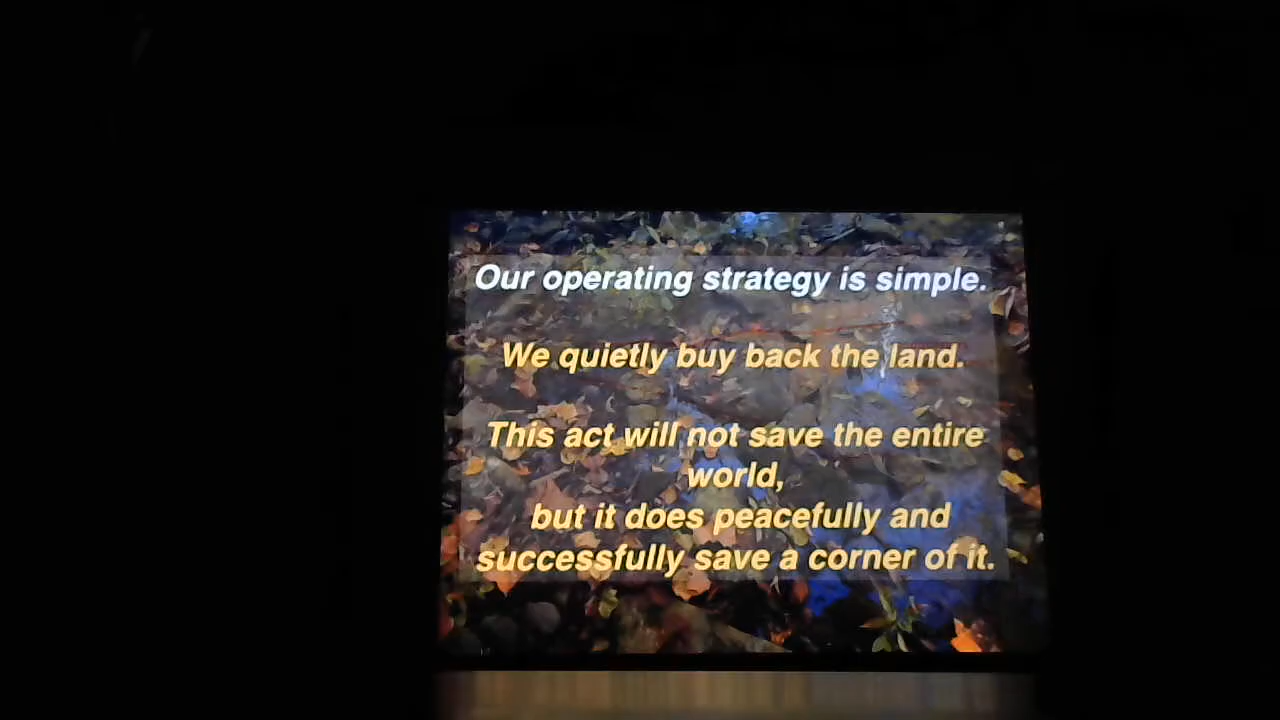 Our operating strategy is simple.
We quietly buy back the land.
This act will not save the entire
world,
but it does peacefully and
successfully save a corner of it.